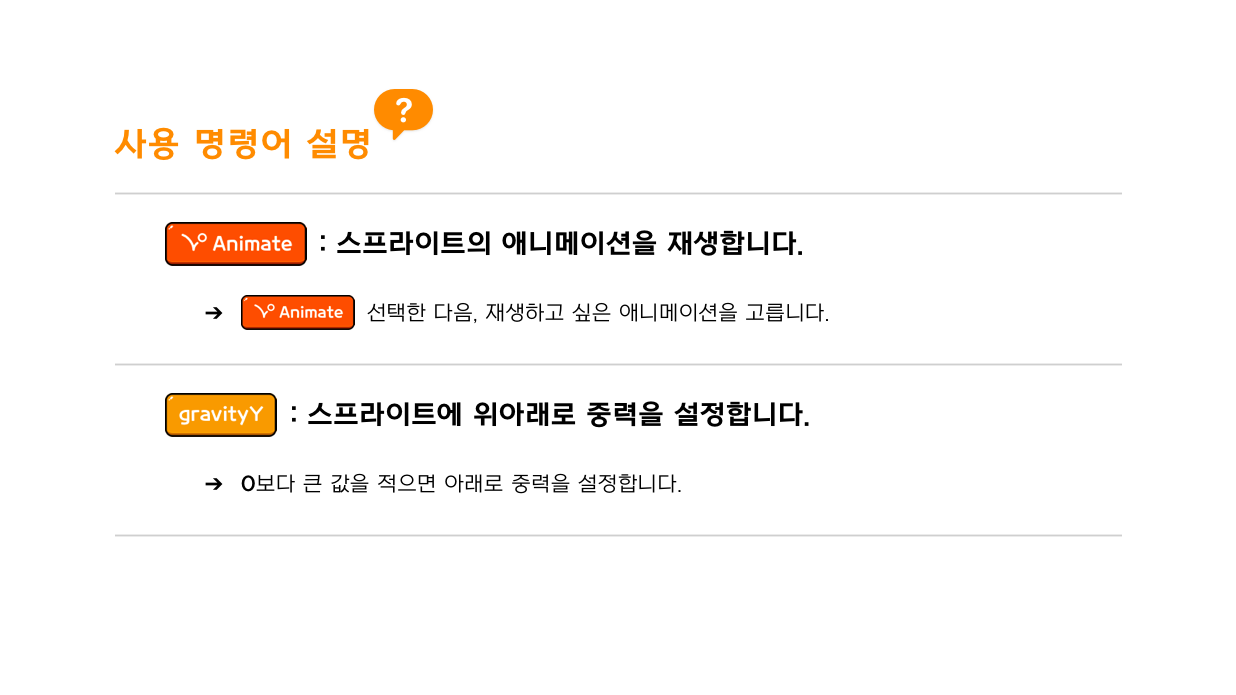 사용 명령어 설명 ?
Animate : 스프라이트의 애니메이션을 재생합니다.
➔ Animate 선택한 다음, 재생하고 싶은 애니메이션을 고릅니다.
gravityY : 스프라이트에 위아래로 중력을 설정합니다.
➔ 0보다 큰 값을 적으면 아래로 중력을 설정합니다.